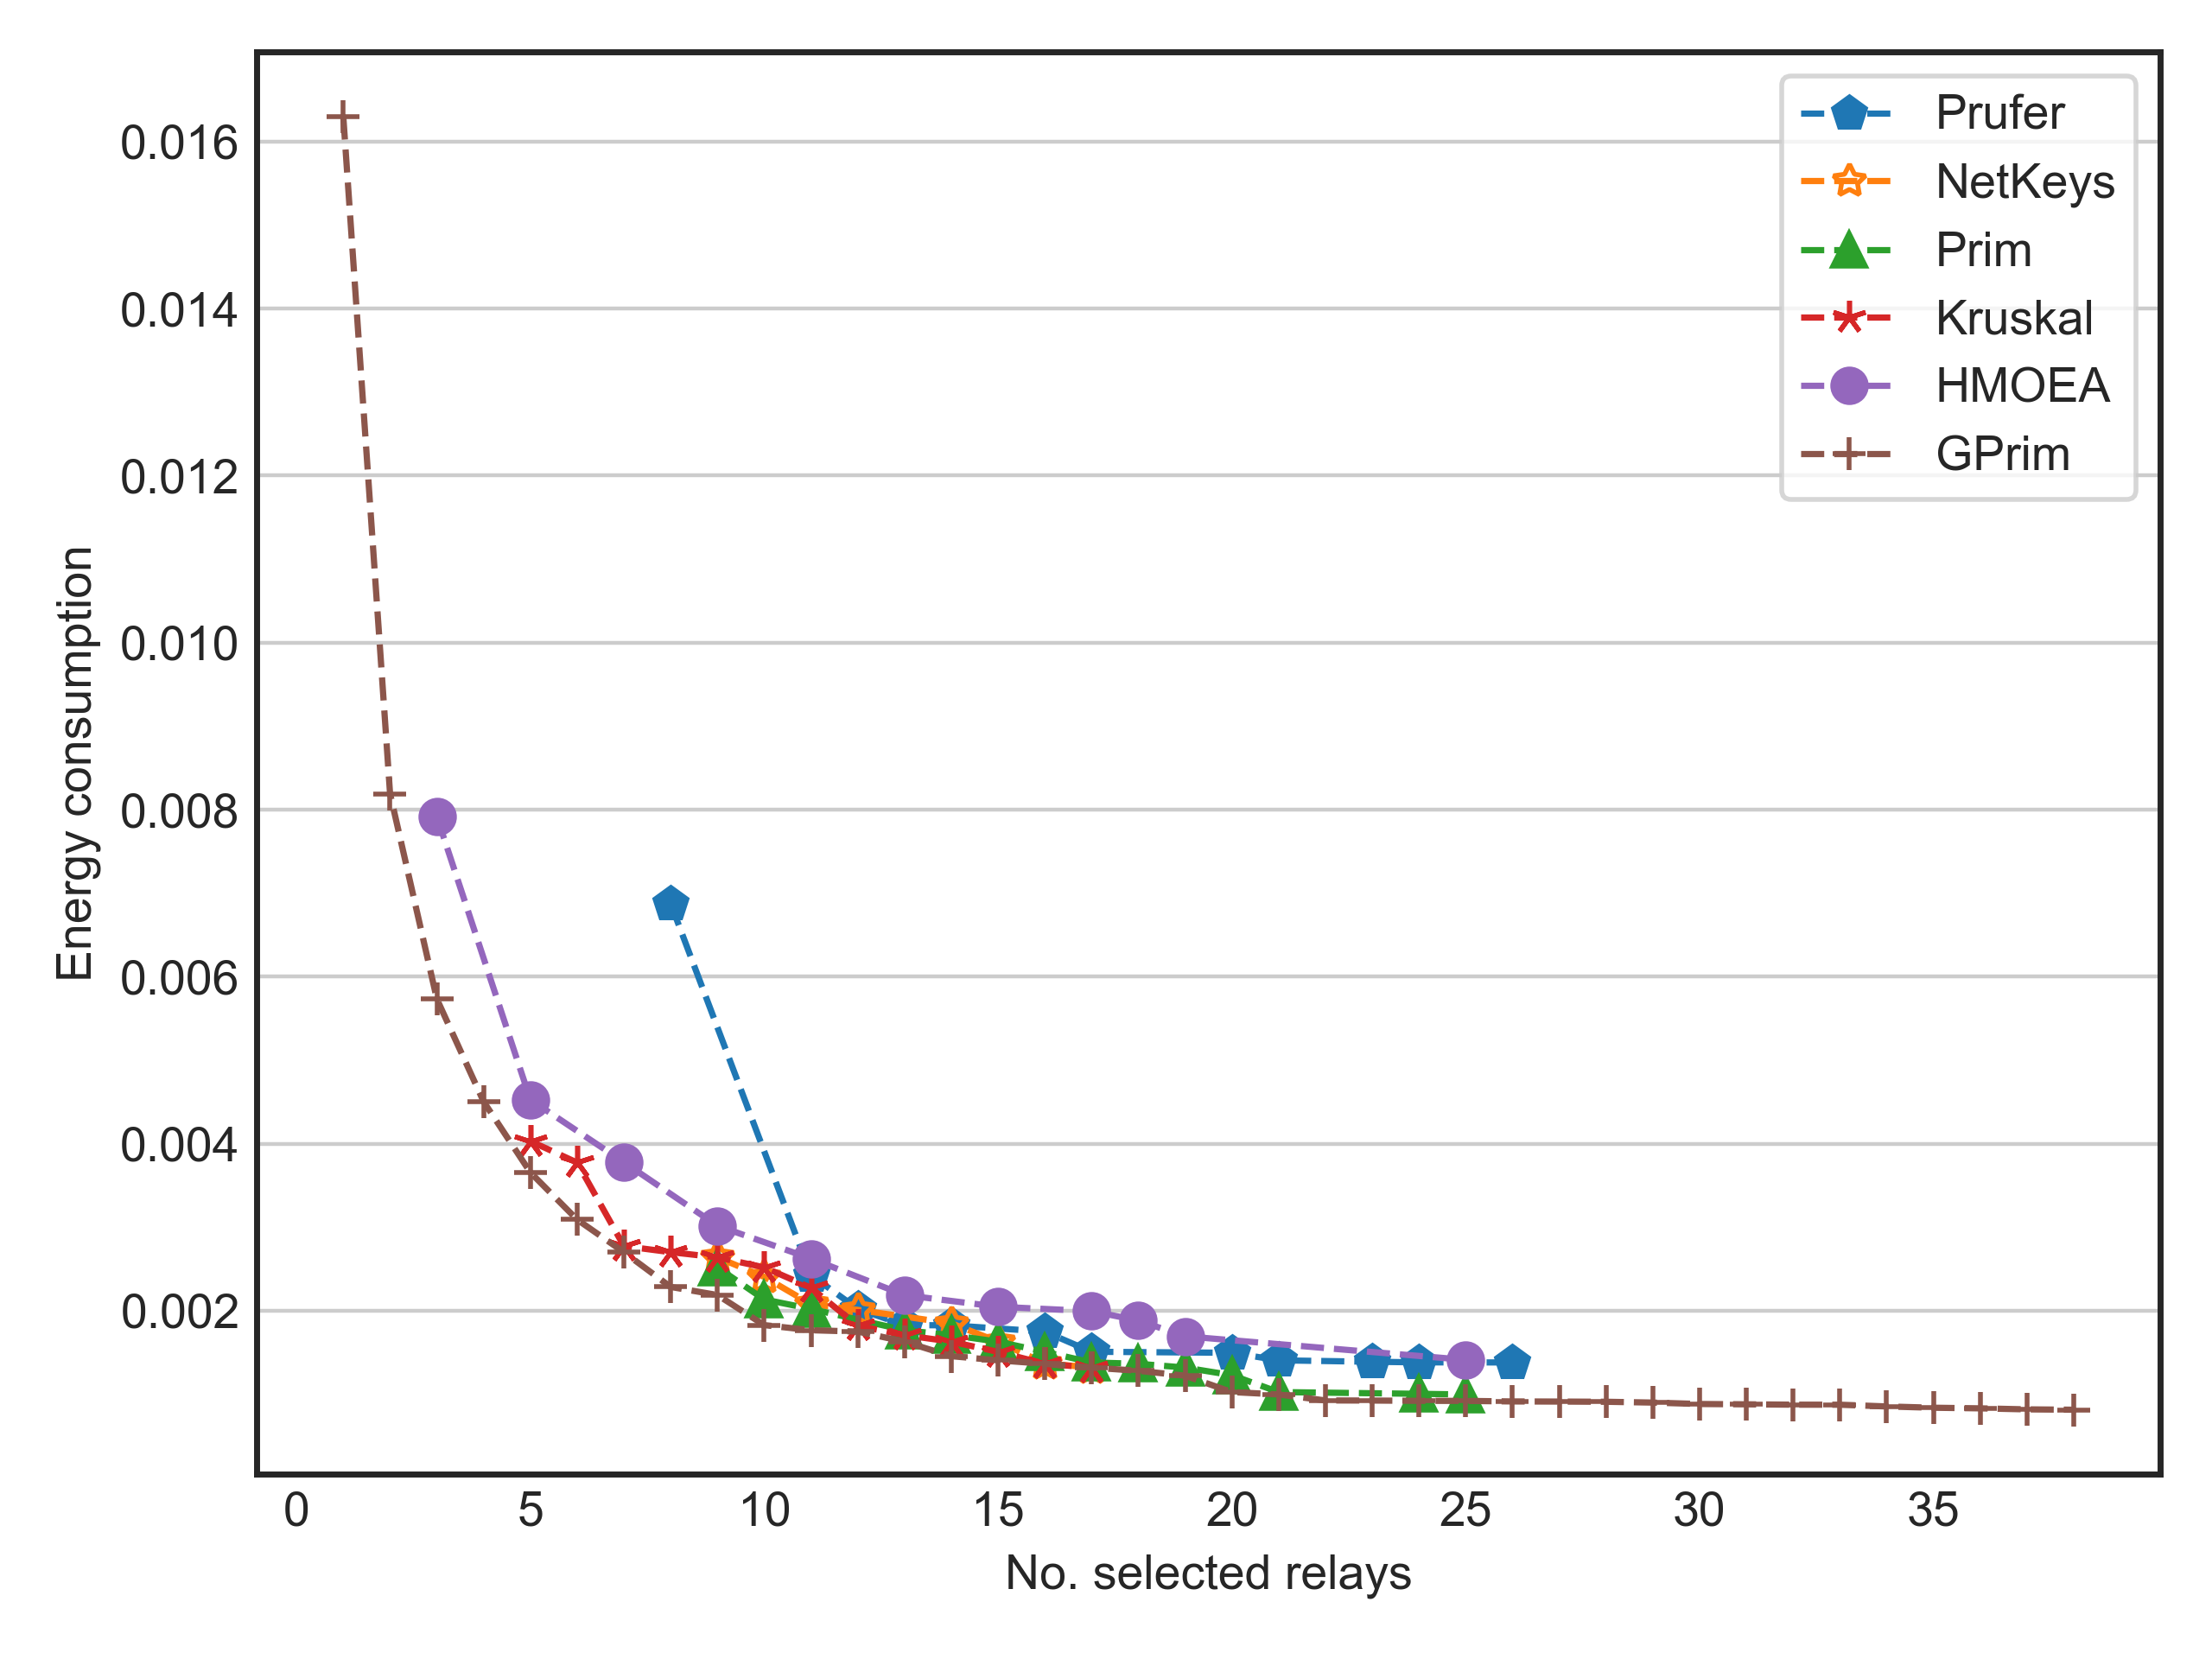 Energy consumption
0.016
0.014
0.012
0.010
0.008
0.006
0.004
0.002
Prufer
NetKeys
Prim
Kruskal
HMOEA
GPrim
0 5 10 15 20 25 30 35
No. selected relays